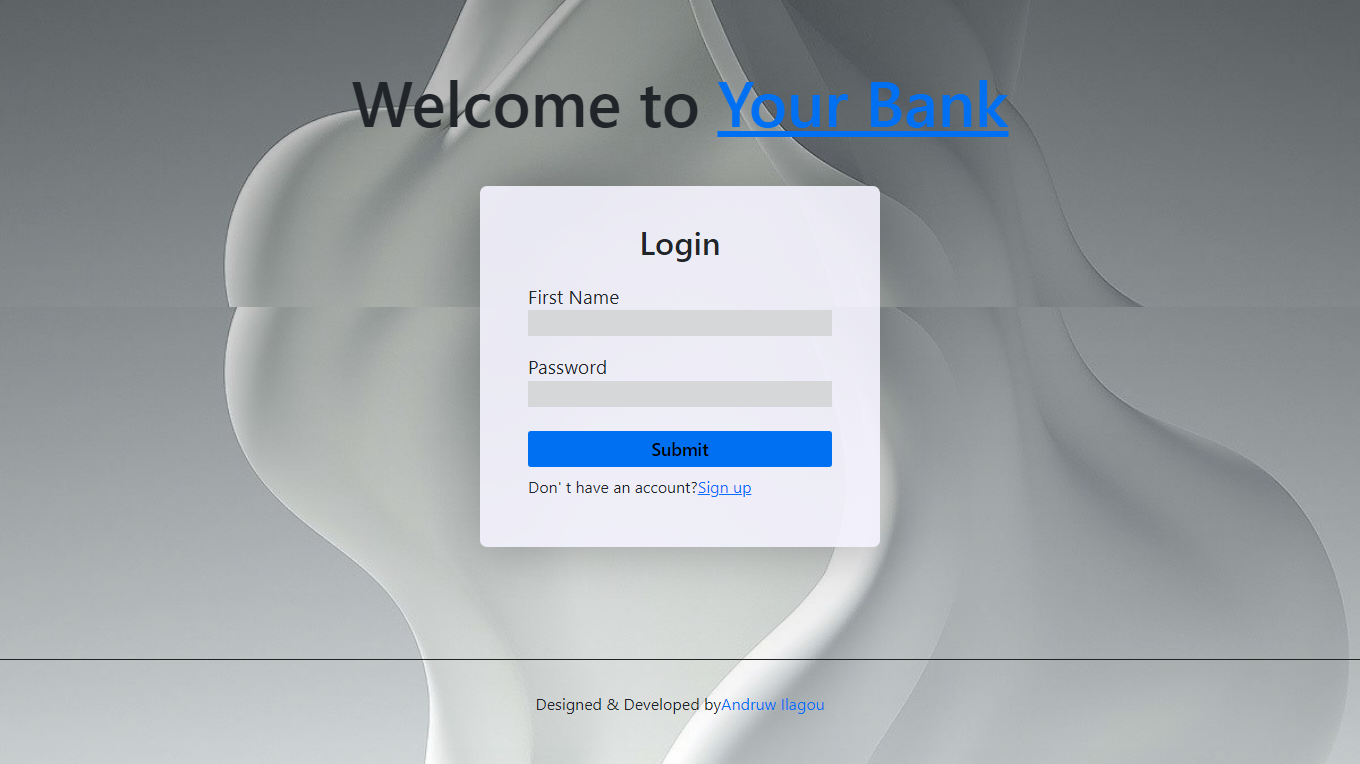 Welcome to Your Bank
Login
First Name
Password
Submit
Don' t have an account?Sign up
Designed & Developed byAndruw Ilagou